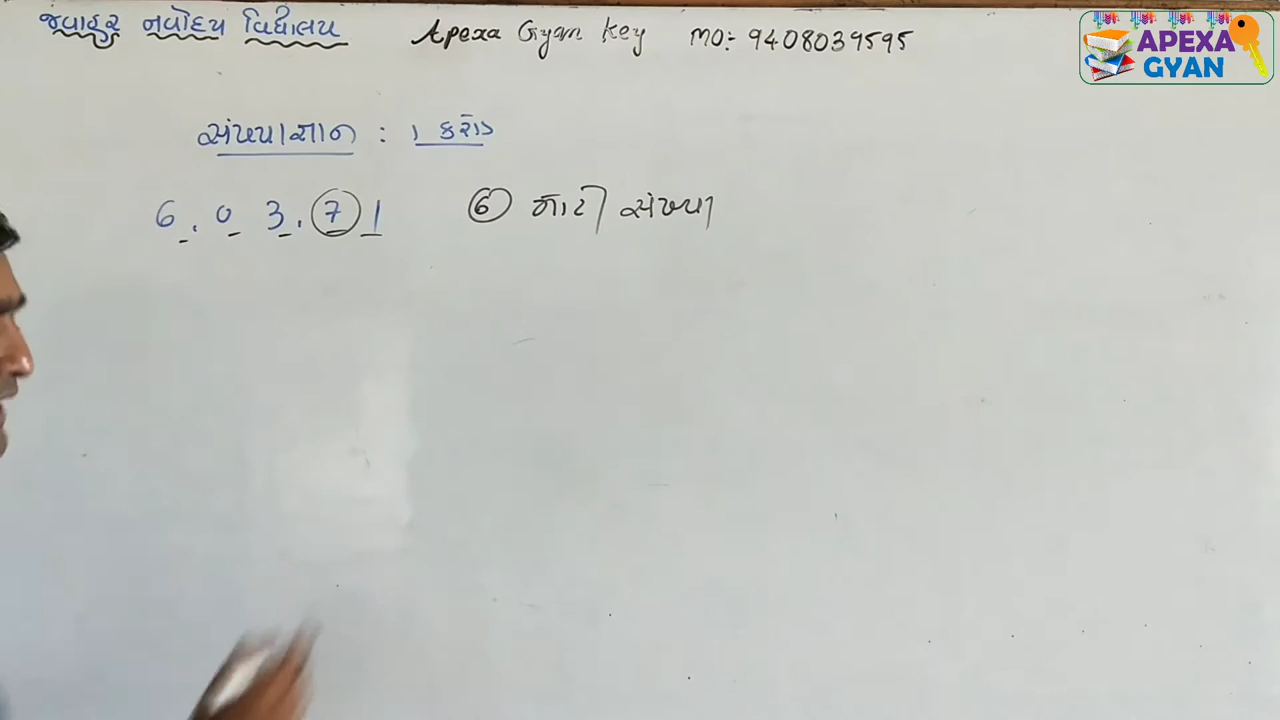 જવાહર નવોદય વિદ્યાલય Apexa Gyan Key MO: 9408039595
APEXA
GYAN
સંખ્યાજ્ઞાન : ૧ કરોડ
6 . 0 3 . 7 1 6 મોટી સંખ્યા